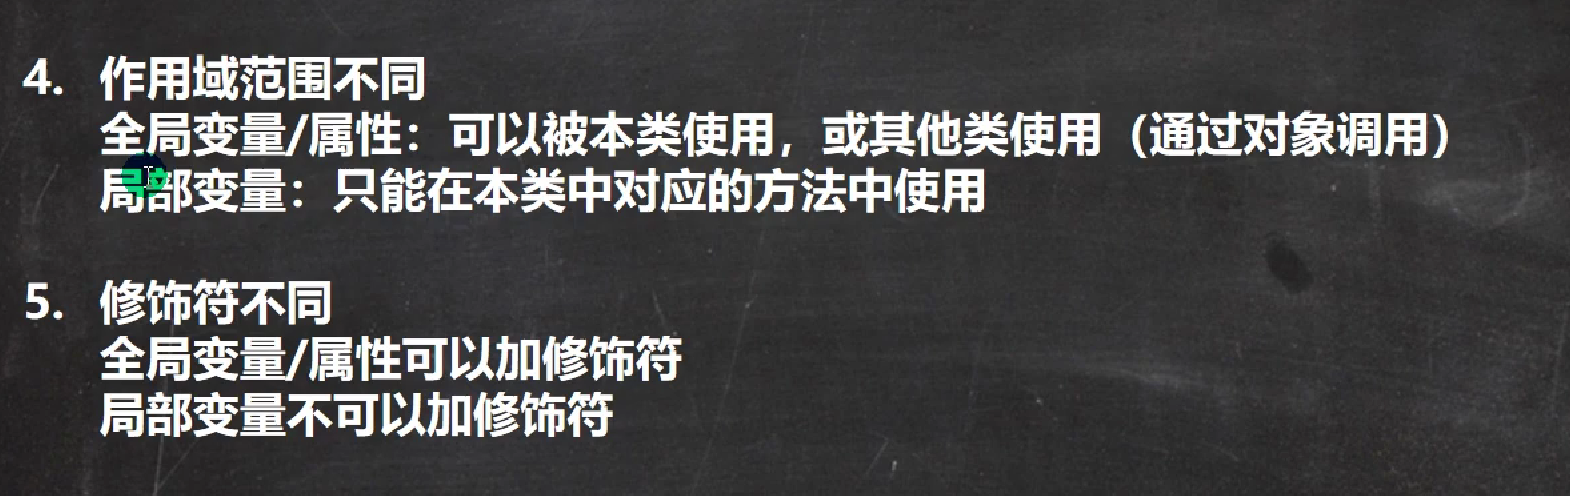 4. 作用域范围不同
全局变量/属性：可以被本类使用，或其他类使用（通过对象调用）
局部变量：只能在本类中对应的方法中使用
5. 修饰符不同
全局变量/属性可以加修饰符
局部变量不可以加修饰符